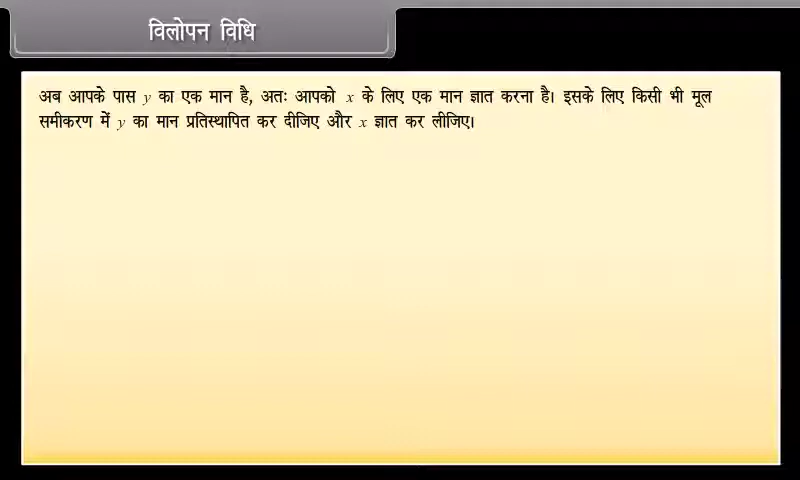 विलोपन विधि
अब आपके पास y का एक मान है, अतः आपको x के लिए एक मान ज्ञात करना है। इसके लिए किसी भी मूल
समीकरण में y का मान प्रतिस्थापित कर दीजिए और x ज्ञात कर लीजिए।